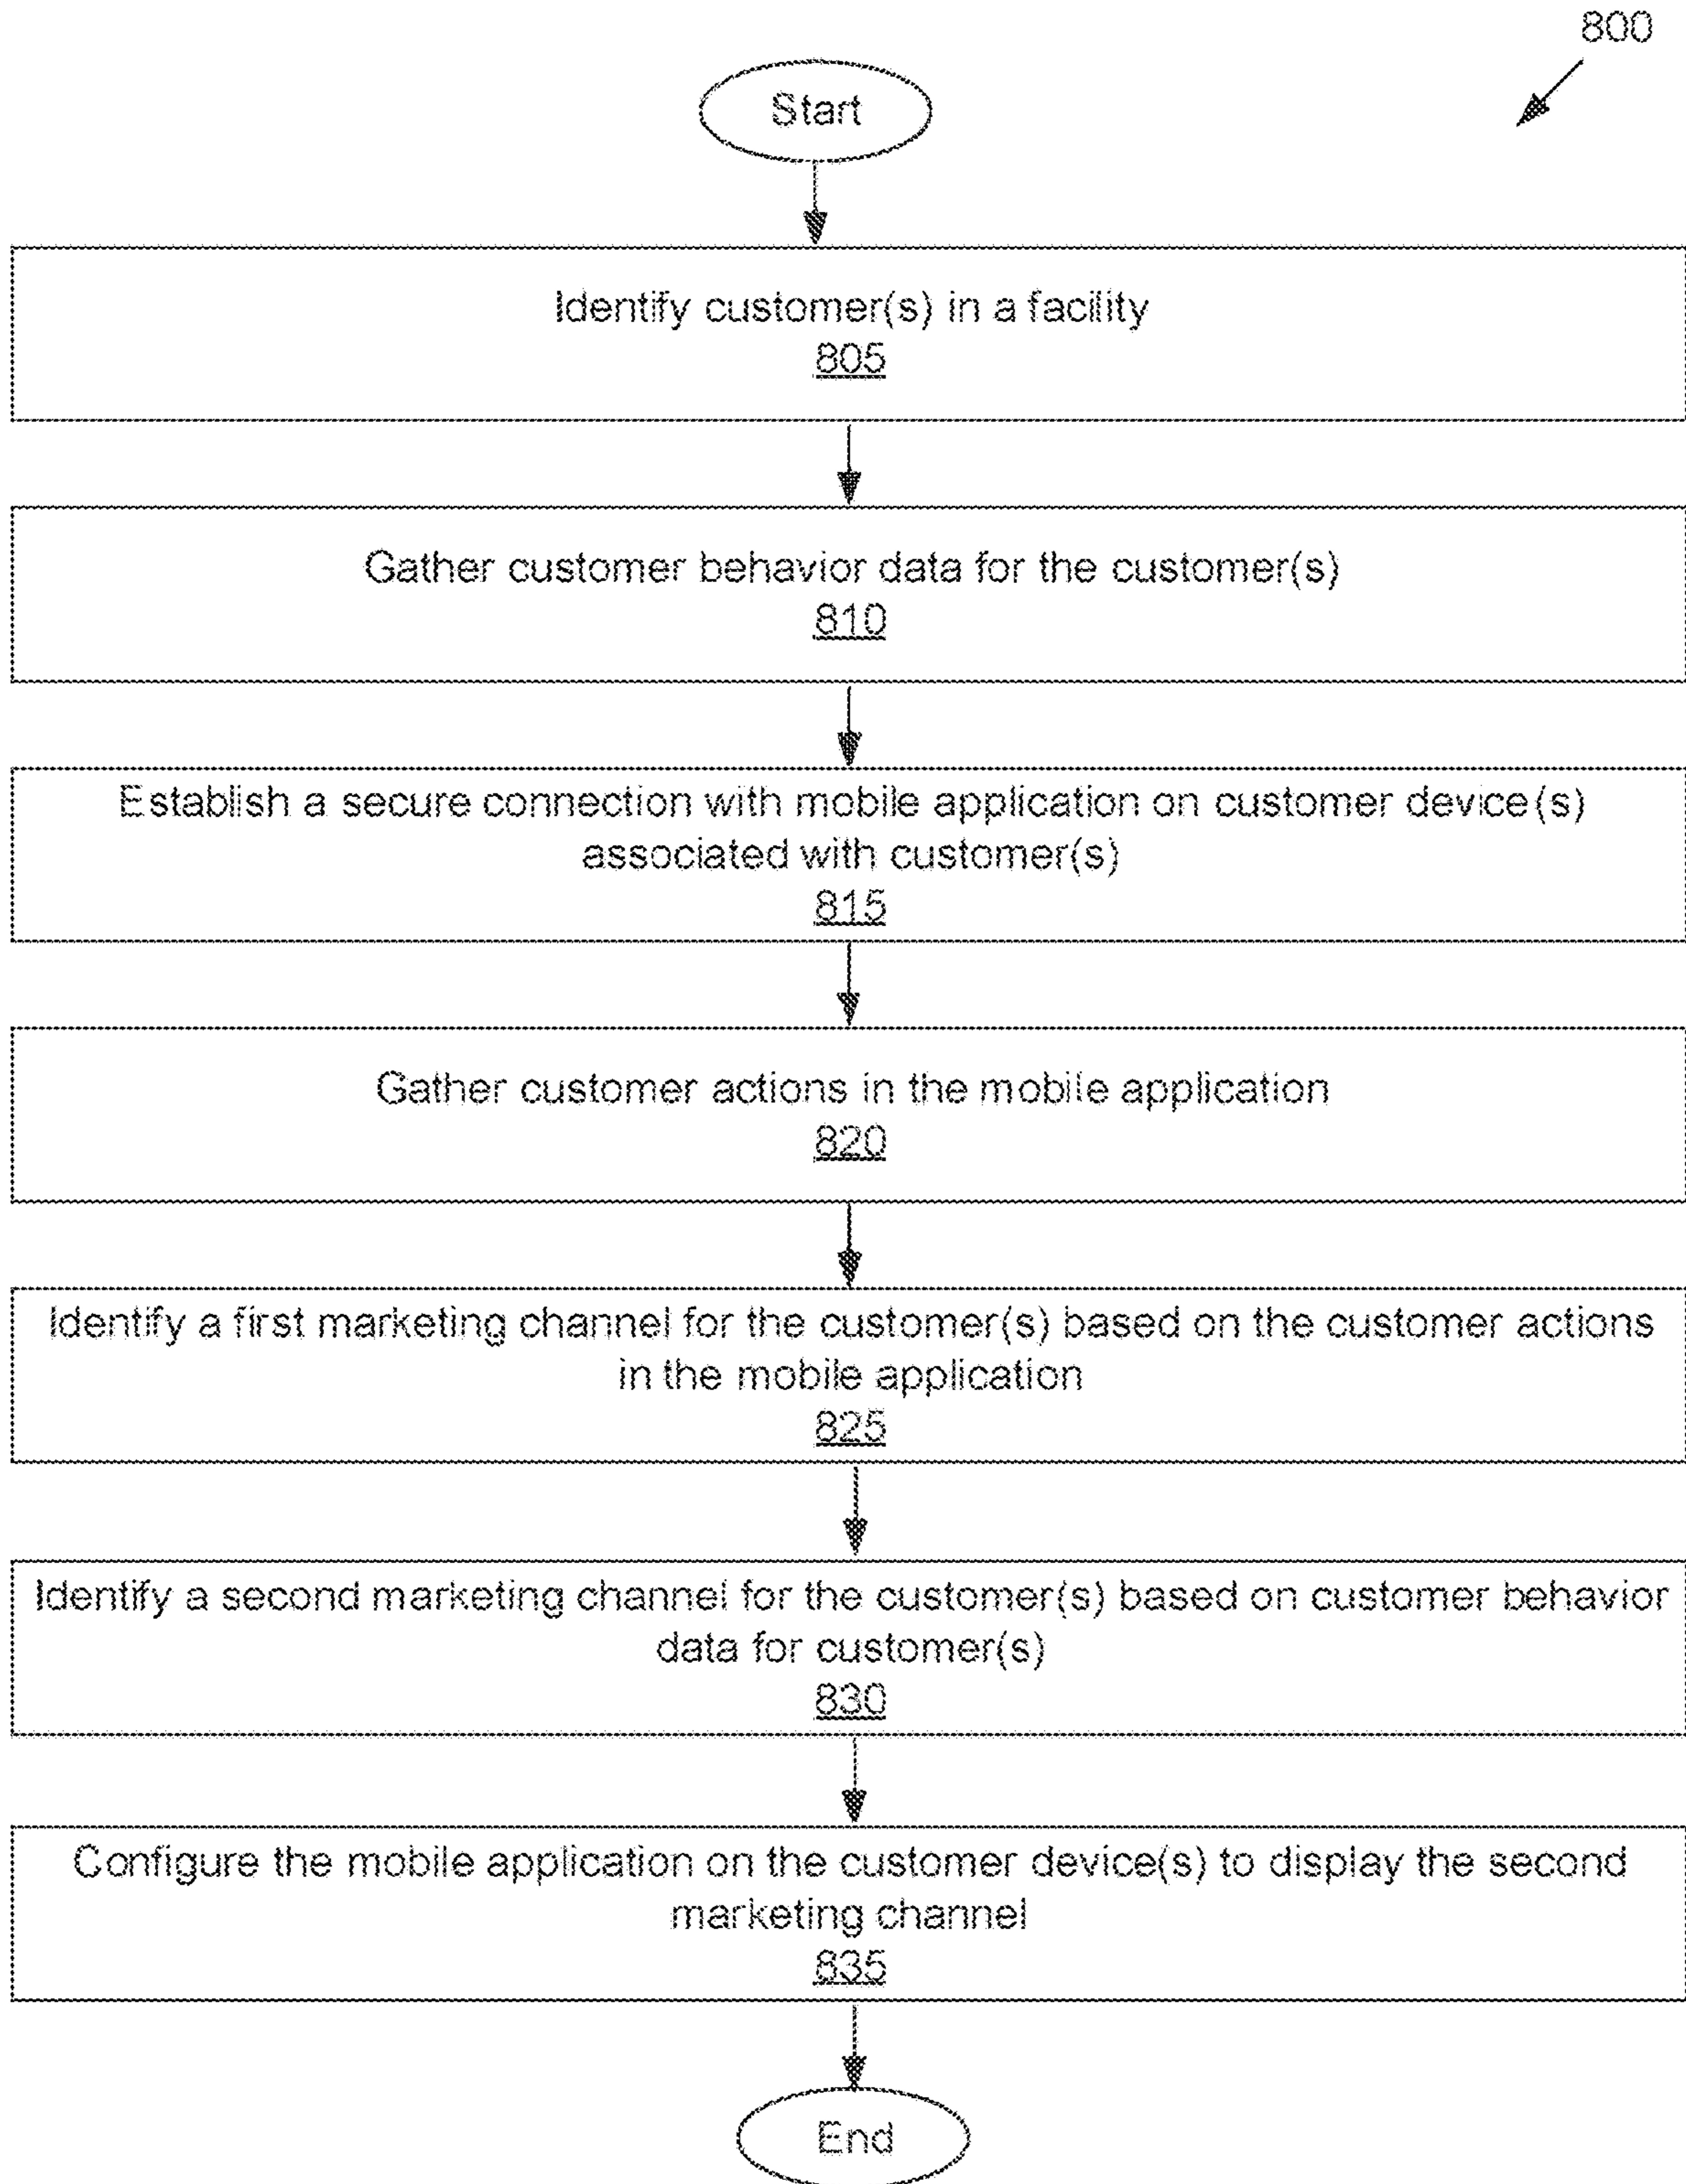 800
Start
Identify customer(s) in a facility
805
Gather customer behavior data for the customer(s)
810
Establish a secure connection with mobile application on customer device(s)
associated with customer(s)
815
Gather customer actions in the mobile application
820
Identify a first marketing channel for the customer(s) based on the customer actions
in the mobile application
825
Identify a second marketing channel for the customer(s) based on customer behavior
data for customer(s)
830
Configure the mobile application on the customer device(s) to display the second
marketing channel
835
End